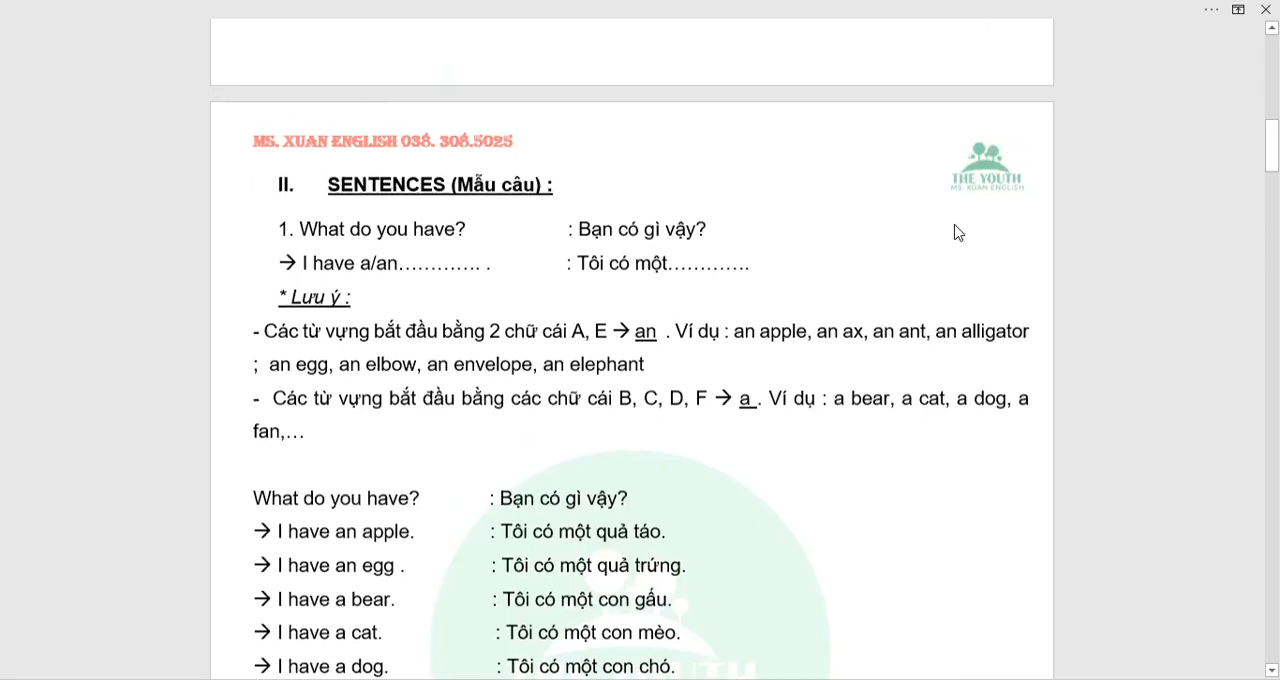 MS. XUAN ENGLISH 038. 308.5025
THE YOUTH
MS. XUAN ENGLISH
II. SENTENCES (Mẫu câu) :
1. What do you have? : Bạn có gì vậy?
→ I have a/an…………. . : Tôi có một………….
* Lưu ý :
- Các từ vựng bắt đầu bằng 2 chữ cái A, E → an . Ví dụ : an apple, an ax, an ant, an alligator
; an egg, an elbow, an envelope, an elephant
- Các từ vựng bắt đầu bằng các chữ cái B, C, D, F → a . Ví dụ : a bear, a cat, a dog, a
fan,…
What do you have? : Bạn có gì vậy?
→ I have an apple. : Tôi có một quả táo.
→ I have an egg . : Tôi có một quả trứng.
→ I have a bear. : Tôi có một con gấu.
→ I have a cat. : Tôi có một con mèo.
→ I have a dog. : Tôi có một con chó.